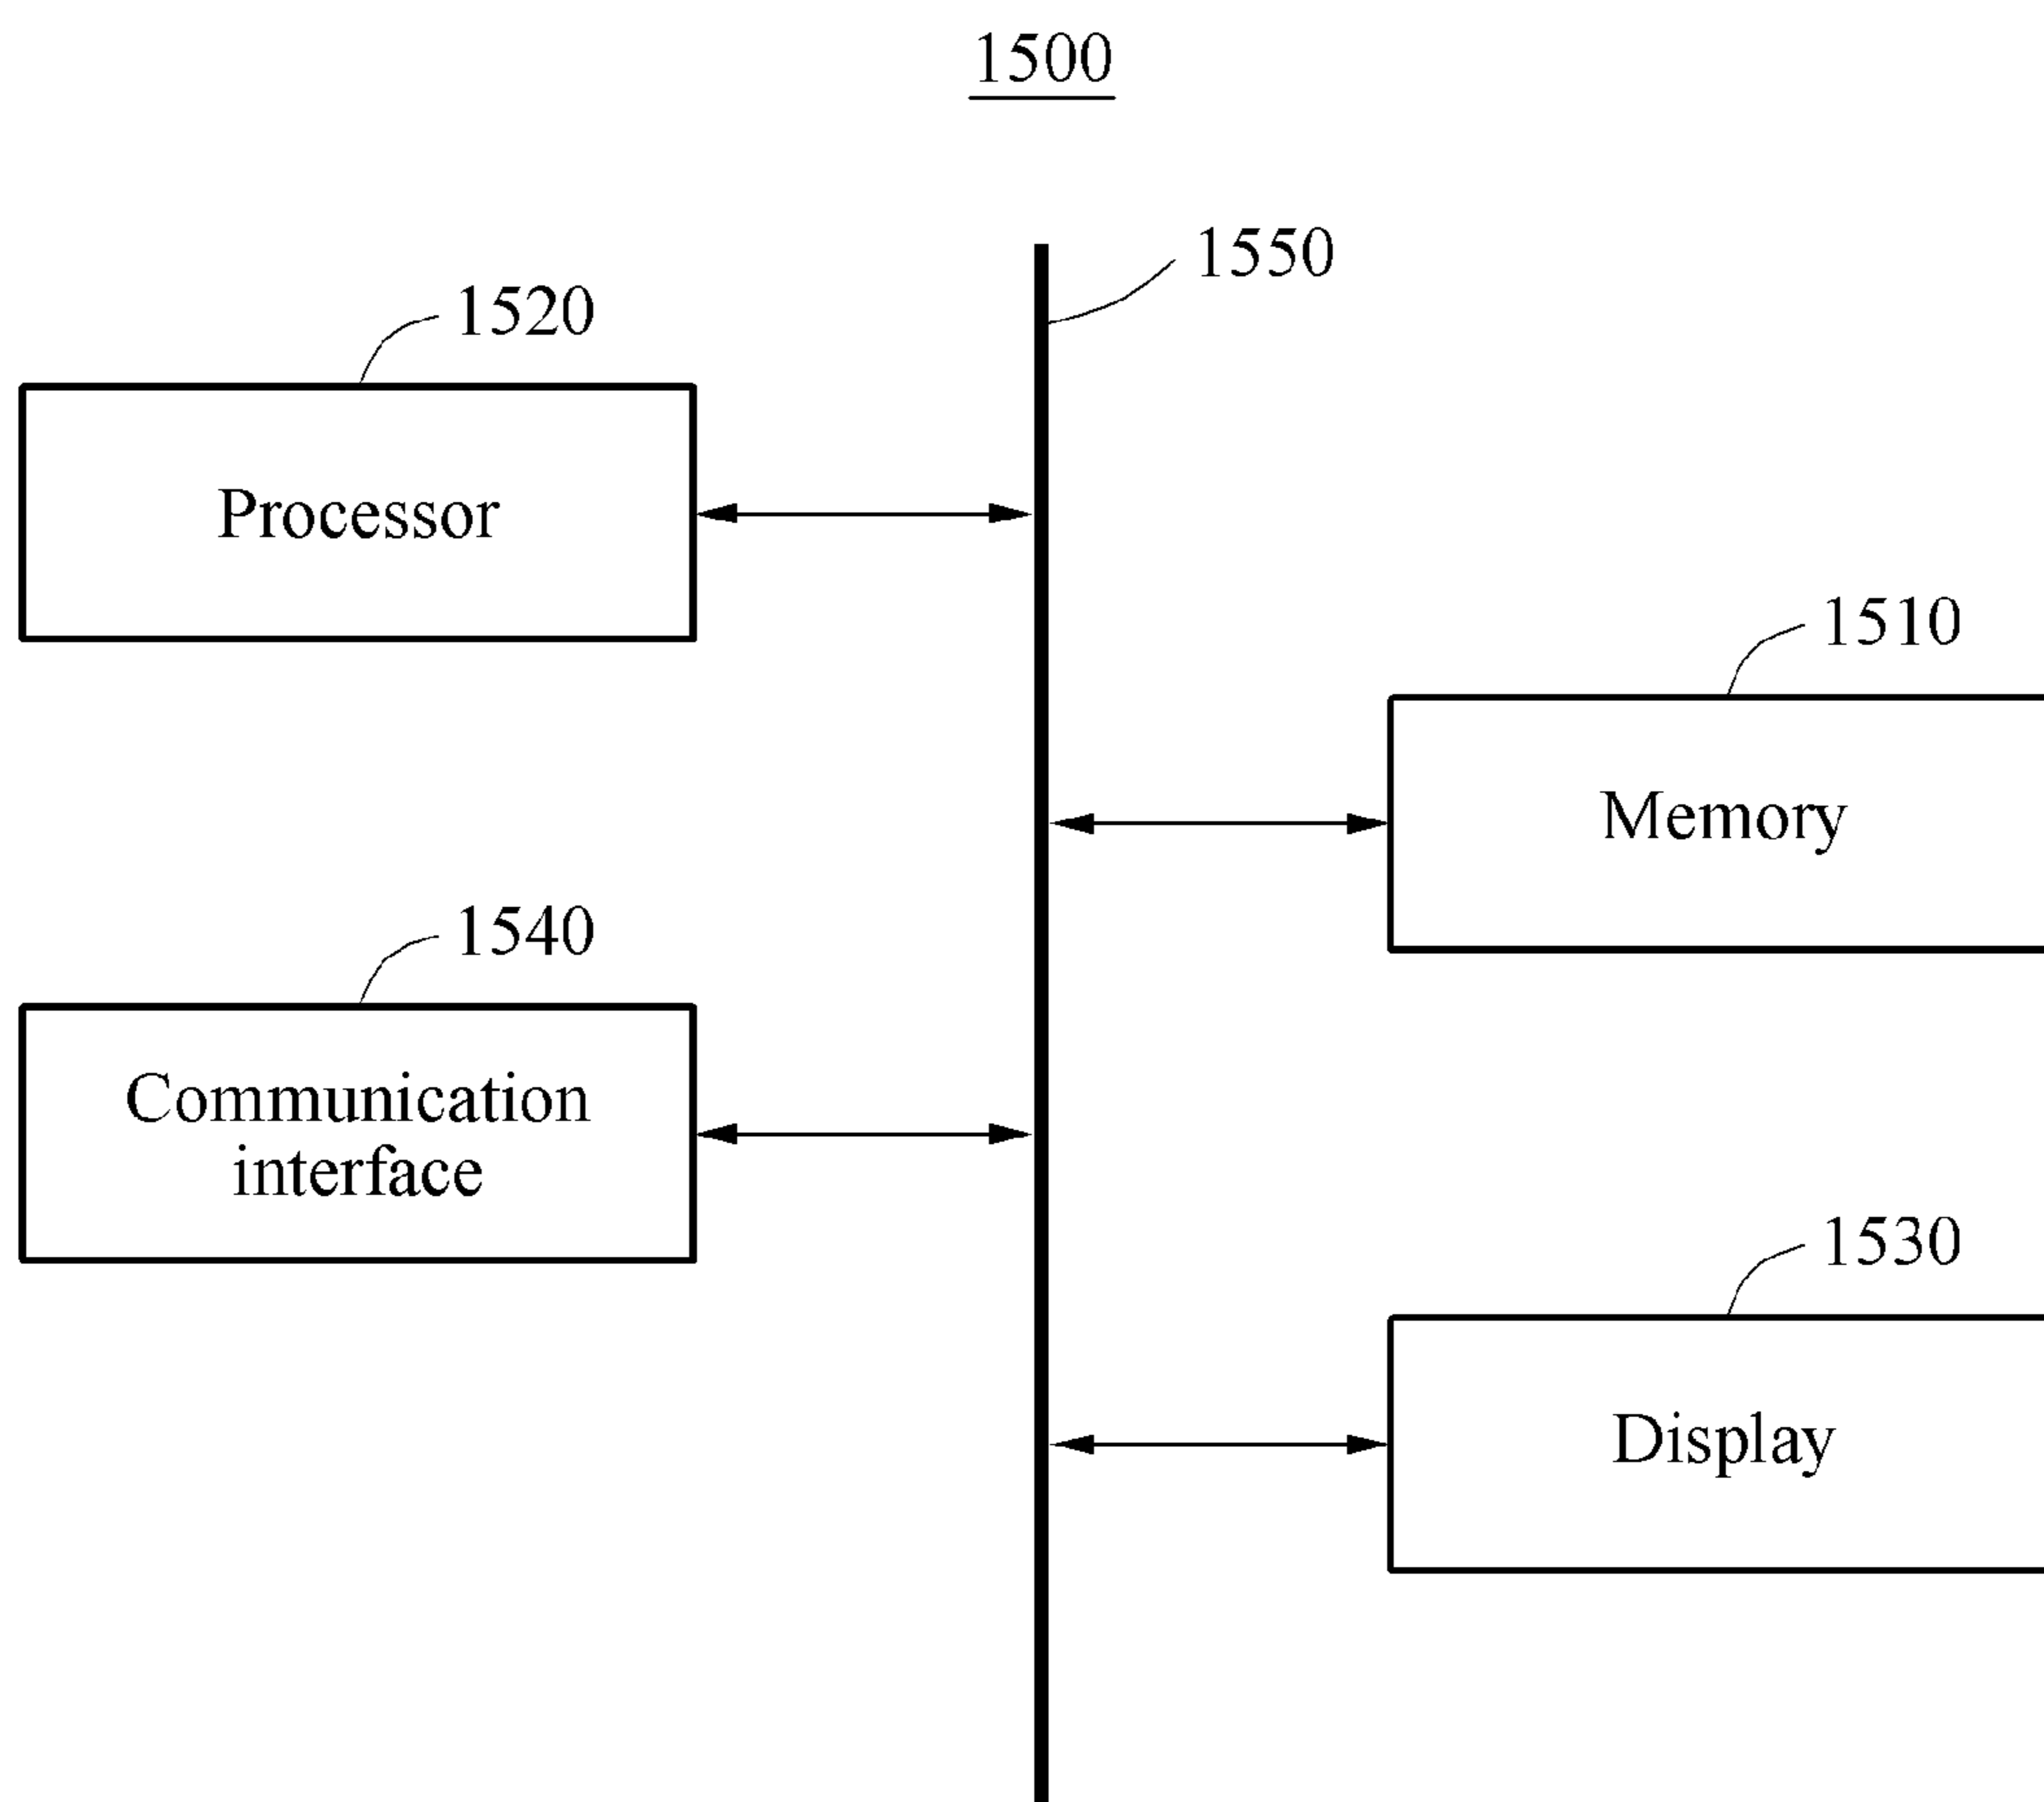 1500
1550
1520
Processor
1510
Memory
1540
Communication
interface
1530
Display